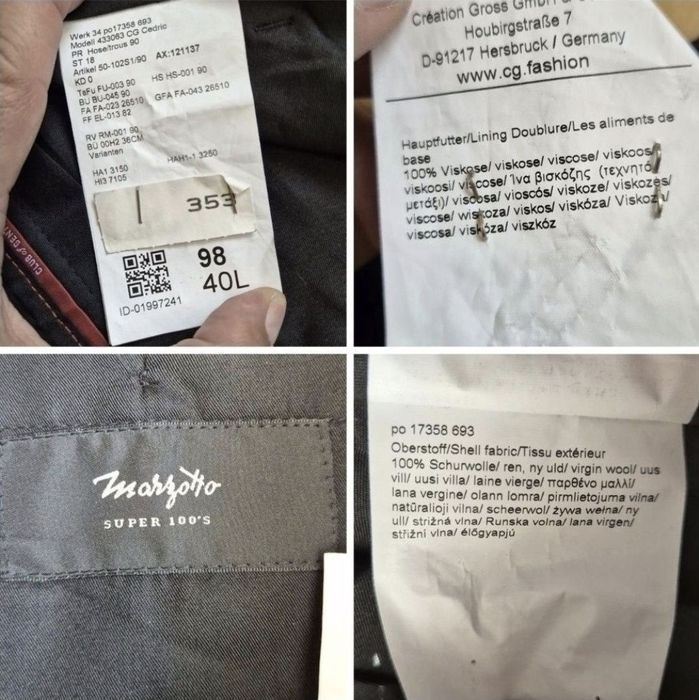 Werk 34 po17358 693
Modell 433063 CG Cedric
PR Hose/trous 90
ST 18
Artikel 50-102S1/90 AX:121137
KD 0
TeFu FU-003 90 HS HS-001 90
BU BU-045 90
FA FA-023 26510 GFA FA-043 26510
FF EL-013 82
RV RM-001 90
BÜ 00H2 36CM
Varianten
HA1 3150 HAH1-1 3250
HI3 7105
353
98
40L
ID-01997241
CLUB of GENT
Création Gross GmbH
Houbirgstraße 7
D-91217 Hersbruck / Germany
www.cg.fashion
Hauptfutter/Lining Doublure/Les aliments de
base
100% Viskose/ viskose/ viscose/ viskoos/
viskoosi/ viscose/ Ίνα βισκόζης (τεχνητό
μετάξι)/ viscosa/ vioscós/ viskoze/ viskozės/
viscose/ wiskoza/ viskos/ viskóza/ Viskoza/
viscosa/ viskóza/ viszkóz
Marzotto
SUPER 100'S
po 17358 693
Oberstoff/Shell fabric/Tissu extérieur
100% Schurwolle/ ren, ny uld/ virgin wool/ uus
vill/ uusi villa/ laine vierge/ παρθένο μαλλί/
lana vergine/ olann lomra/ pirmlietojuma vilna/
natūralioji vilna/ scheerwol/ żywa wełna/ ny
ull/ strižná vlna/ Runska volna/ lana virgen/
střižní vlna/ élőgyapjú